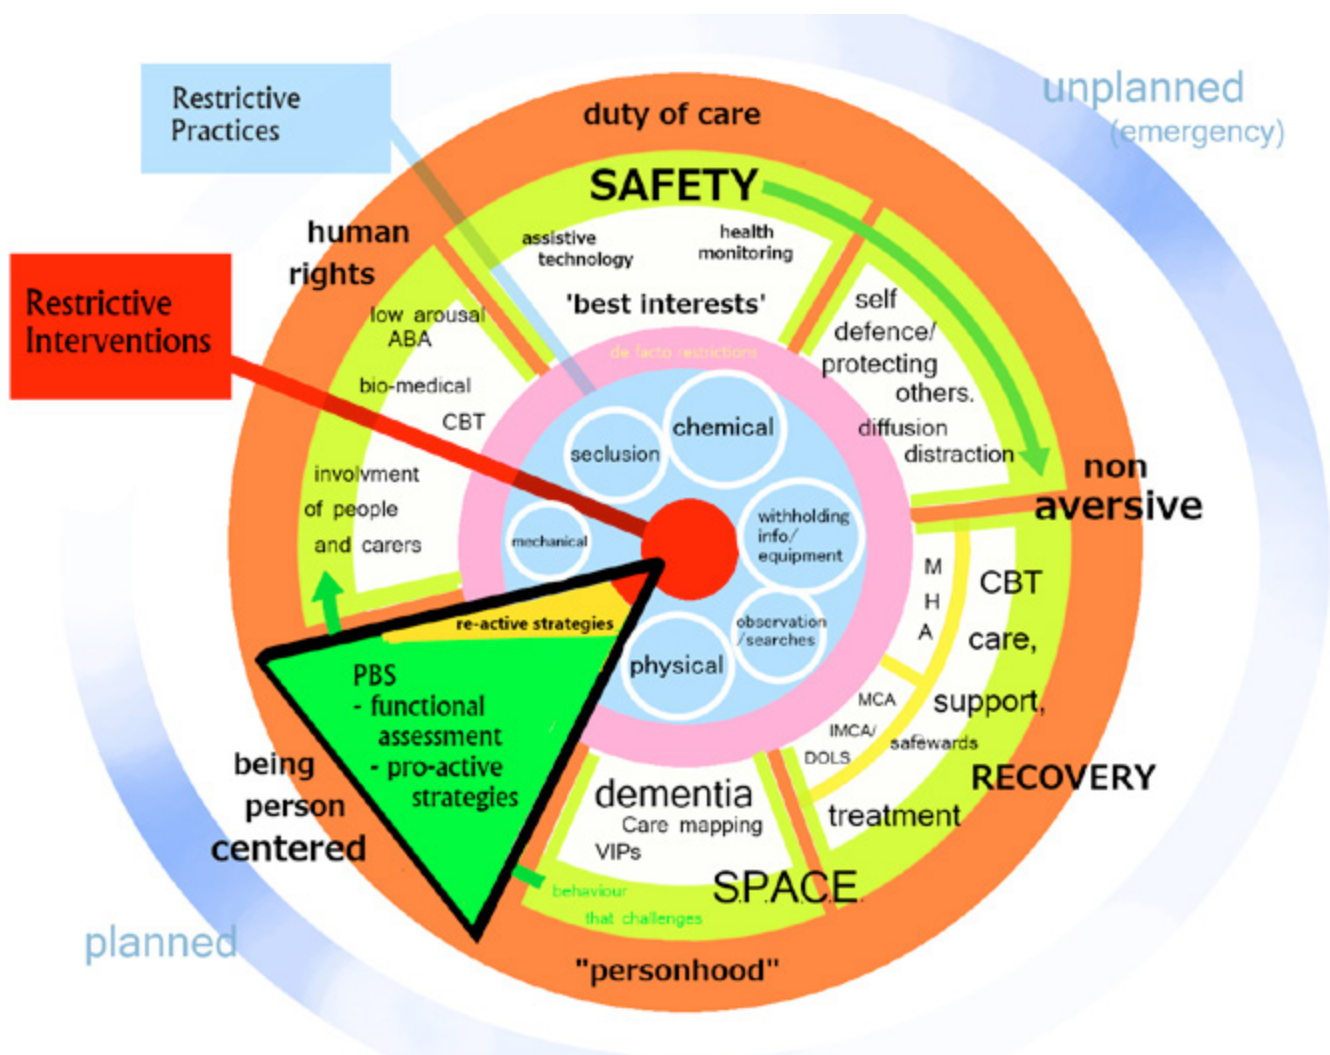 unplanned
(emergency)
Restrictive
Practices
duty of care
SAFETY
human
rights
assistive
technology
health
monitoring
'best interests'
Restrictive
Interventions
low arousal
ABA
bio-medical
CBT
involvment
of people
and carers
self
defence/
protecting
others.
diffusion
distraction
de facto restrictions
chemical
seclusion
mechanical
withholding
info/
equipment
observation
/searches
physical
non
aversive
M
H
A
CBT
care,
support,
MCA
IMCA/
DOLS
safewards
treatment
RECOVERY
re-active strategies
PBS
- functional
assessment
- pro-active
strategies
being
person
centered
dementia
Care mapping
VIPs
S.P.A.C.E.
behaviour
that challenges
planned
"personhood"